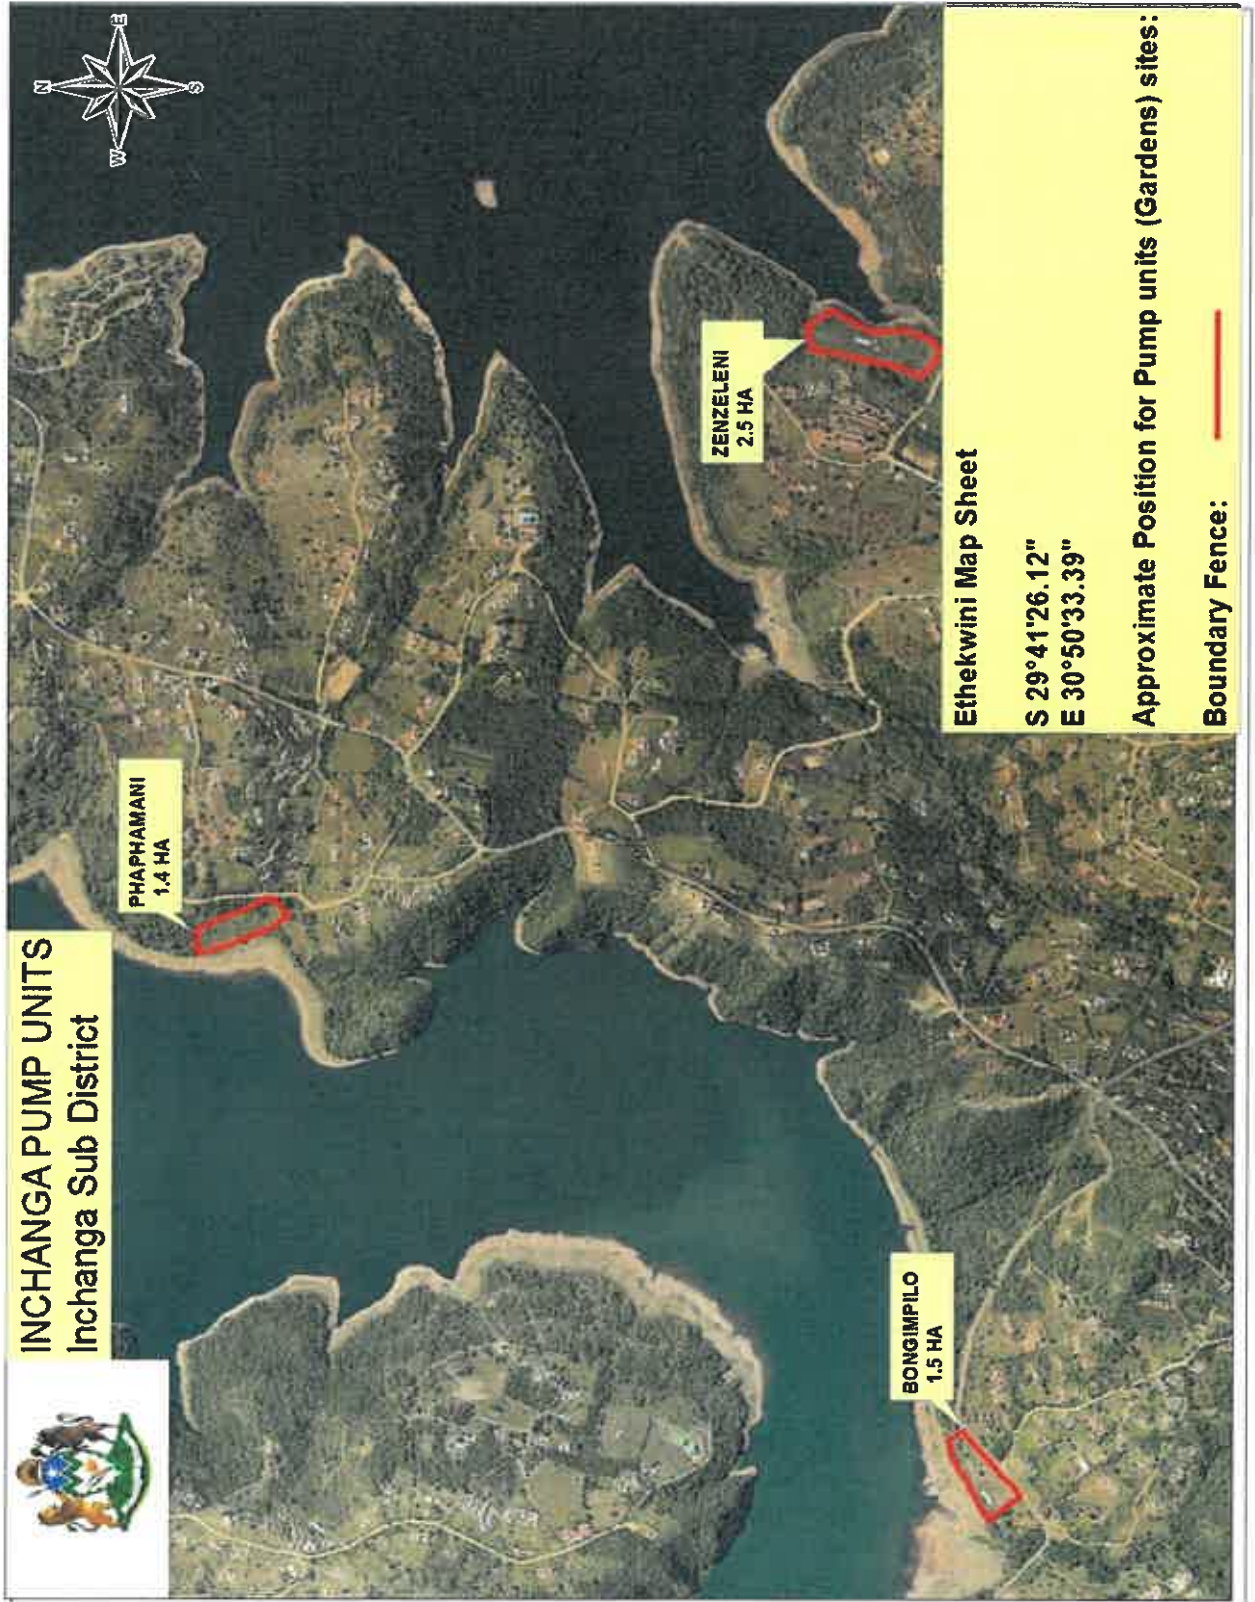 INCHANGA PUMP UNITS
Inchanga Sub District
N
W
E
S
PHAPHAMANI
1.4 HA
ZENZELENI
2.5 HA
BONGIMPILO
1.5 HA
Ethekwini Map Sheet
S 29°41'26.12"
E 30°50'33.39"
Approximate Position for Pump units (Gardens) sites:
Boundary Fence: